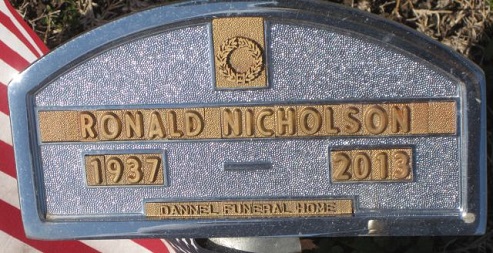 RONALD NICHOLSON
1937 — 2013
DANNEL FUNERAL HOME